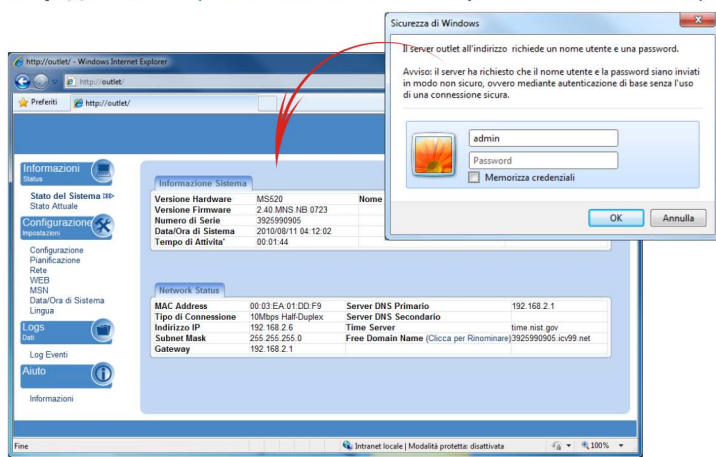 Sicurezza di Windows
Il server outlet all'indirizzo richiede un nome utente e una password.
Avviso: il server ha richiesto che il nome utente e la password siano inviati
in modo non sicuro, ovvero mediante autenticazione di base senza l'uso
di una connessione sicura.
admin
Password
Memorizza credenziali
OK Annulla
http://outlet/ - Windows Internet Explorer
http://outlet/
Preferiti http://outlet/
Informazioni
Status
Stato del Sistema
Stato Attuale
Configurazione
Impostazioni
Configurazione
Pianificazione
Rete
WEB
MSN
Data/Ora di Sistema
Lingua
Logs
Dati
Log Eventi
Aiuto
Informazioni
Informazione Sistema
Versione Hardware MS520 Nome
Versione Firmware 2.40.MNS.NB.0723
Numero di Serie 3925990905
Data/Ora di Sistema 2010/08/11 04:12:02
Tempo di Attivita' 00:01:44
Network Status
MAC Address 00:03:EA:01:DD:F9 Server DNS Primario 192.168.2.1
Tipo di Connessione 10Mbps Half-Duplex Server DNS Secondario
Indirizzo IP 192.168.2.6 Time Server time.nist.gov
Subnet Mask 255.255.255.0 Free Domain Name (Clicca per Rinominare) 3925990905.icv99.net
Gateway 192.168.2.1
Fine Intranet locale | Modalità protetta: disattivata 100%